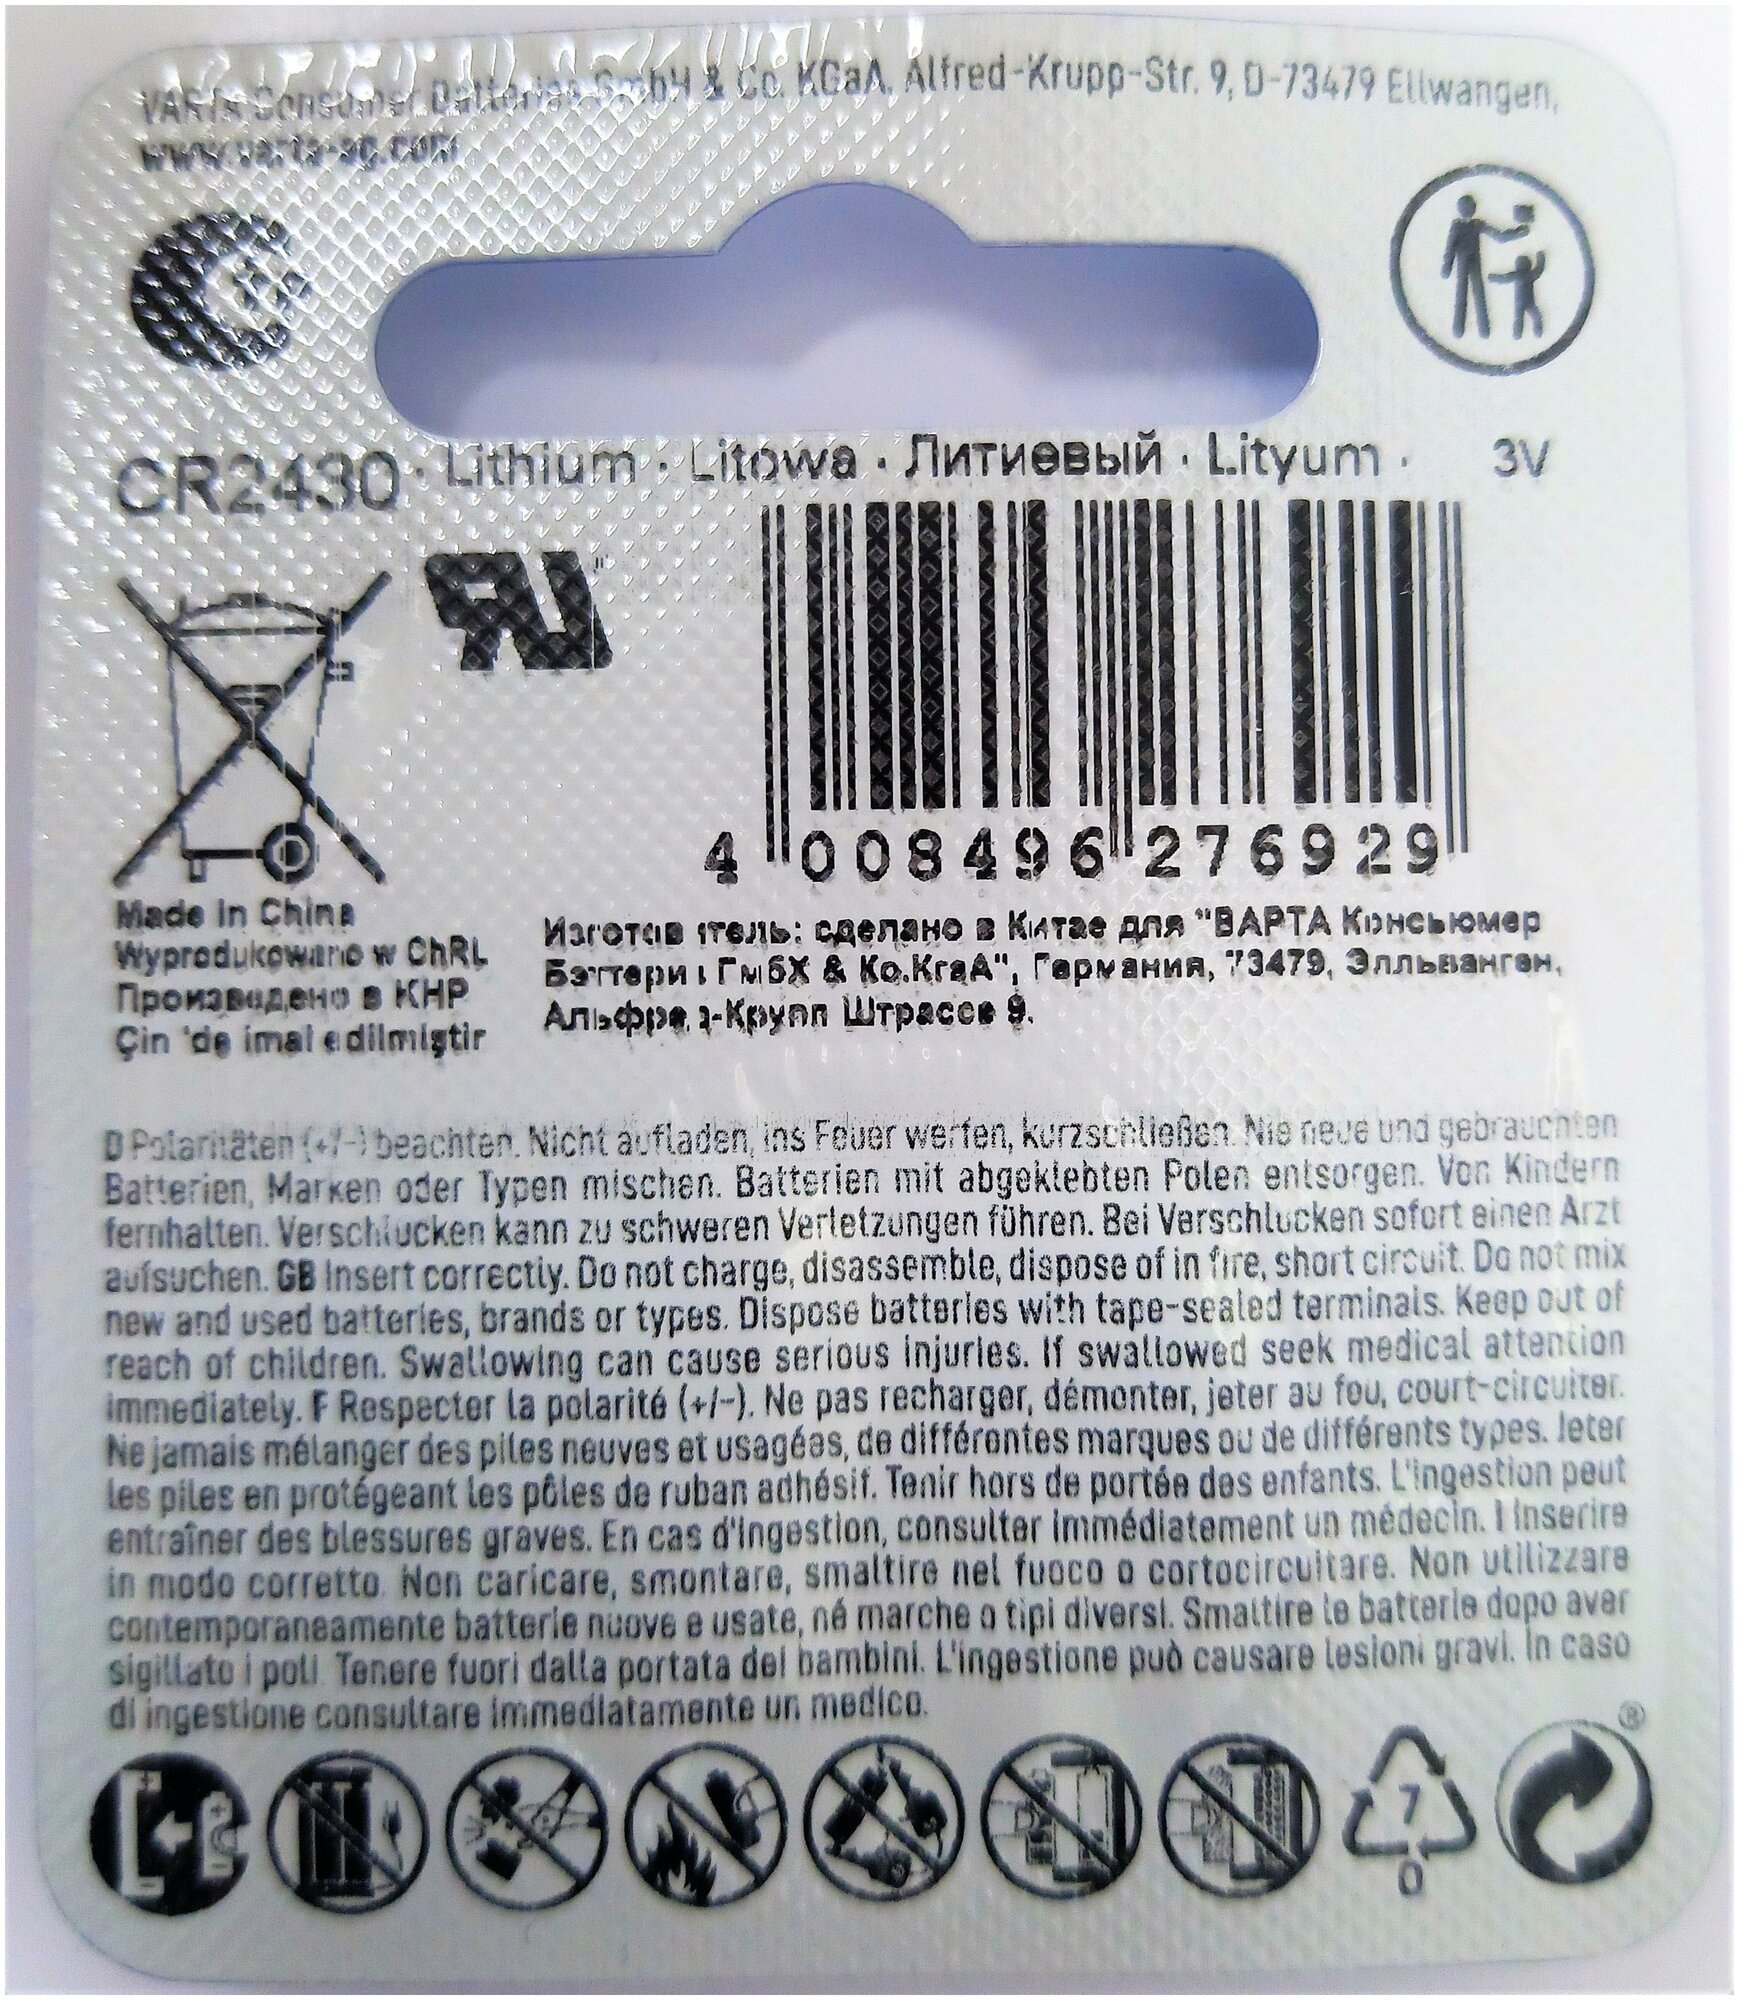 VARTA Consumer Batteries GmbH & Co. KGaA, Alfred-Krupp-Str. 9, D-73479 Ellwangen,
www.varta-ag.com
CR2430 · Lithium · Litowa · Литиевый · Lityum · 3V
4 008496 276929
Made in China
Wyprodukowano w ChRL
Произведено в КНР
Çin 'de imal edilmiştir
Изготовитель: сделано в Китае для "ВАРТА Консьюмер
Бэттери ГмбХ & Ko.KгaA", Германия, 73479, Элльванген,
Альфред-Крупп Штрассе 9.
D Polaritäten (+/-) beachten. Nicht aufladen, ins Feuer werfen, kurzschließen. Nie neue und gebrauchten
Batterien, Marken oder Typen mischen. Batterien mit abgeklebten Polen entsorgen. Von Kindern
fernhalten. Verschlucken kann zu schweren Verletzungen führen. Bei Verschlucken sofort einen Arzt
aufsuchen. GB Insert correctly. Do not charge, disassemble, dispose of in fire, short circuit. Do not mix
new and used batteries, brands or types. Dispose batteries with tape-sealed terminals. Keep out of
reach of children. Swallowing can cause serious injuries. If swallowed seek medical attention
immediately. F Respecter la polarité (+/-). Ne pas recharger, démonter, jeter au feu, court-circuiter.
Ne jamais mélanger des piles neuves et usagées, de différentes marques ou de différents types. Jeter
les piles en protégeant les pôles de ruban adhésif. Tenir hors de portée des enfants. L'ingestion peut
entraîner des blessures graves. En cas d'ingestion, consulter immédiatement un médecin. I Inserire
in modo corretto. Non caricare, smontare, smaltire nel fuoco o cortocircuitare. Non utilizzare
contemporaneamente batterie nuove e usate, né marche o tipi diversi. Smaltire le batterie dopo aver
sigillato i poli. Tenere fuori dalla portata dei bambini. L'ingestione può causare lesioni gravi. In caso
di ingestione consultare immediatamente un medico.
®
7
0